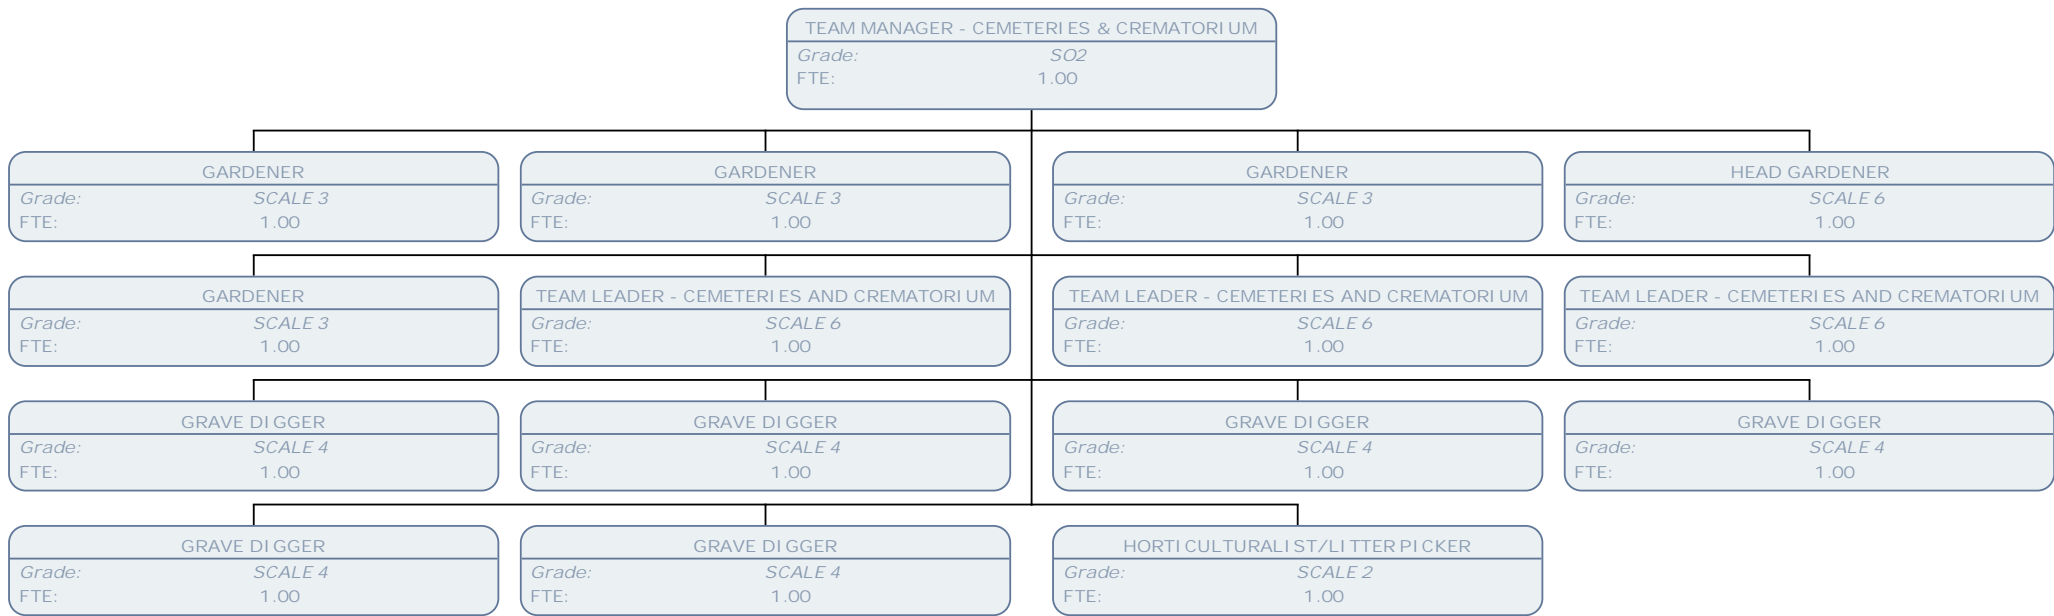 TEAM MANAGER - CEMETERIES & CREMATORIUM
Grade: SO2
FTE: 1.00
GARDENER
Grade: SCALE 3
FTE: 1.00
GARDENER
Grade: SCALE 3
FTE: 1.00
GARDENER
Grade: SCALE 3
FTE: 1.00
HEAD GARDENER
Grade: SCALE 6
FTE: 1.00
GARDENER
Grade: SCALE 3
FTE: 1.00
TEAM LEADER - CEMETERIES AND CREMATORIUM
Grade: SCALE 6
FTE: 1.00
TEAM LEADER - CEMETERIES AND CREMATORIUM
Grade: SCALE 6
FTE: 1.00
TEAM LEADER - CEMETERIES AND CREMATORIUM
Grade: SCALE 6
FTE: 1.00
GRAVE DIGGER
Grade: SCALE 4
FTE: 1.00
GRAVE DIGGER
Grade: SCALE 4
FTE: 1.00
GRAVE DIGGER
Grade: SCALE 4
FTE: 1.00
GRAVE DIGGER
Grade: SCALE 4
FTE: 1.00
GRAVE DIGGER
Grade: SCALE 4
FTE: 1.00
GRAVE DIGGER
Grade: SCALE 4
FTE: 1.00
HORTICULTURALIST/LITTER PICKER
Grade: SCALE 2
FTE: 1.00